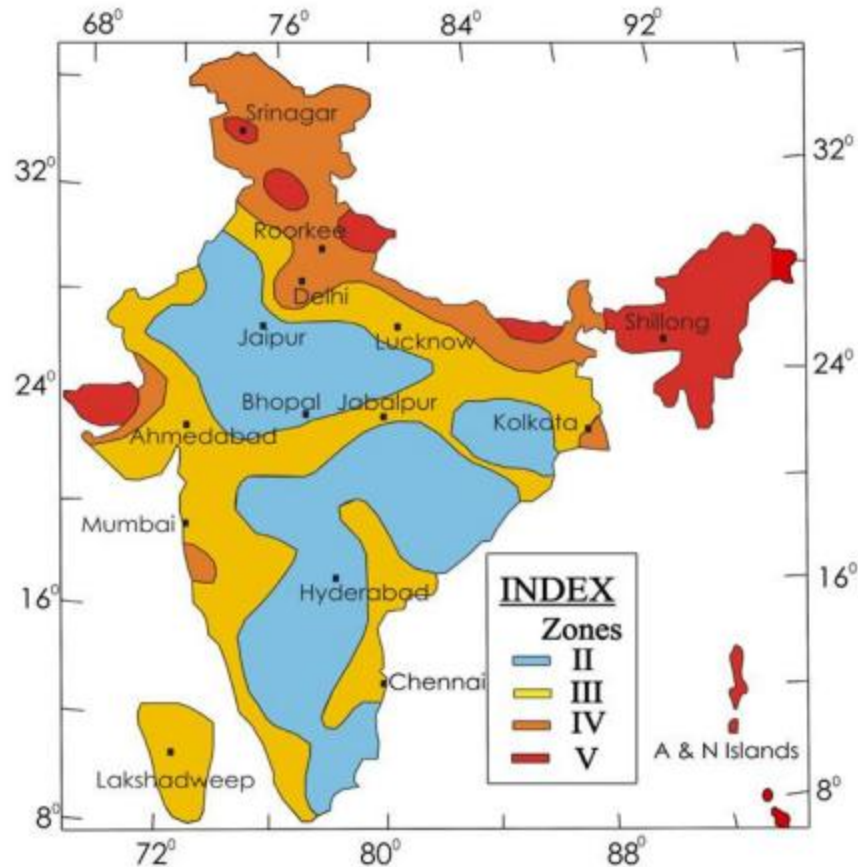 68⁰ 76⁰ 84⁰ 92⁰
Srinagar
32⁰ 32⁰
Roorkee
Delhi
Shillong
Jaipur Lucknow
24⁰ 24⁰
Bhopal Jabalpur
Kolkata
Ahmedabad
Mumbai
INDEX
Zones
II
III
IV
V
16⁰ 16⁰
Hyderabad
Chennai
A & N Islands
Lakshadweep
8⁰ 8⁰
72⁰ 80⁰ 88⁰